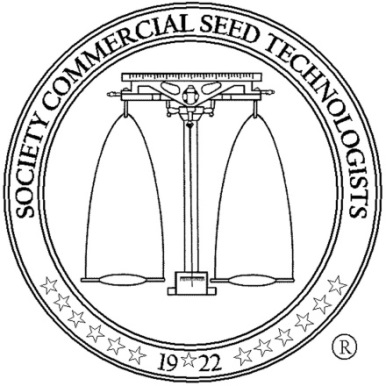 SOCIETY COMMERCIAL SEED TECHNOLOGISTS
19☆22
®